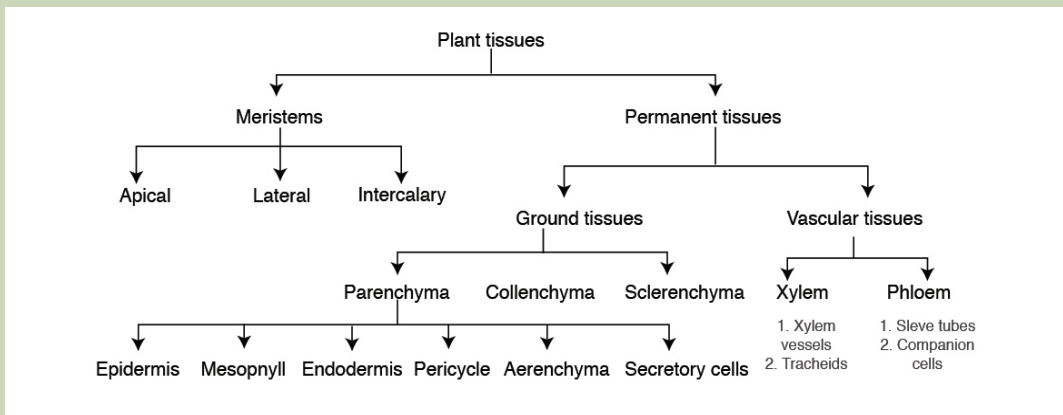 Plant tissues
Meristems Permanent tissues
Apical Lateral Intercalary
Ground tissues Vascular tissues
Parenchyma Collenchyma Sclerenchyma Xylem Phloem
1. Xylem vessels
2. Tracheids
1. Sleve tubes
2. Companion cells
Epidermis Mesopnyll Endodermis Pericycle Aerenchyma Secretory cells